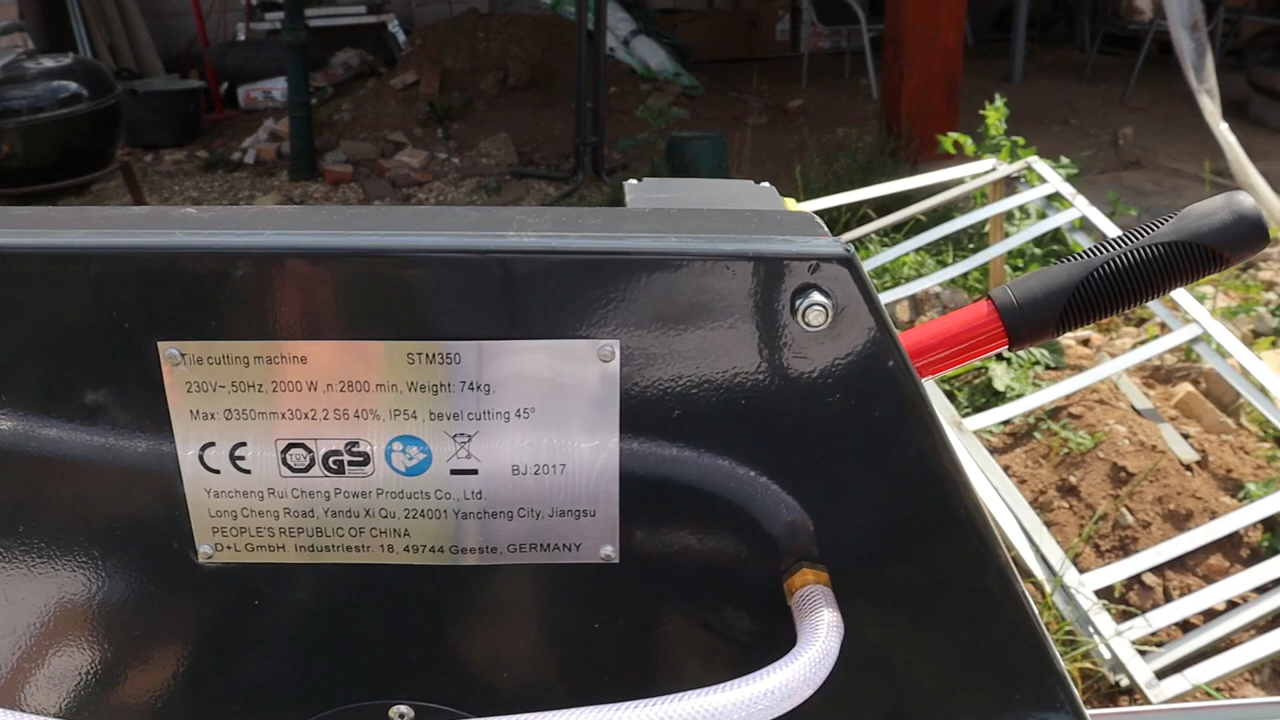 Tile cutting machine STM350
230V~,50Hz, 2000 W ,n:2800.min, Weight: 74kg,
Max: Ø350mmx30x2,2 S6 40%, IP54 , bevel cutting 45º
CE TÜV GS BJ:2017
Yancheng Rui Cheng Power Products Co., Ltd.
Long Cheng Road, Yandu Xi Qu, 224001 Yancheng City, Jiangsu
PEOPLE'S REPUBLIC OF CHINA
D+L GmbH. Industriestr. 18, 49744 Geeste, GERMANY